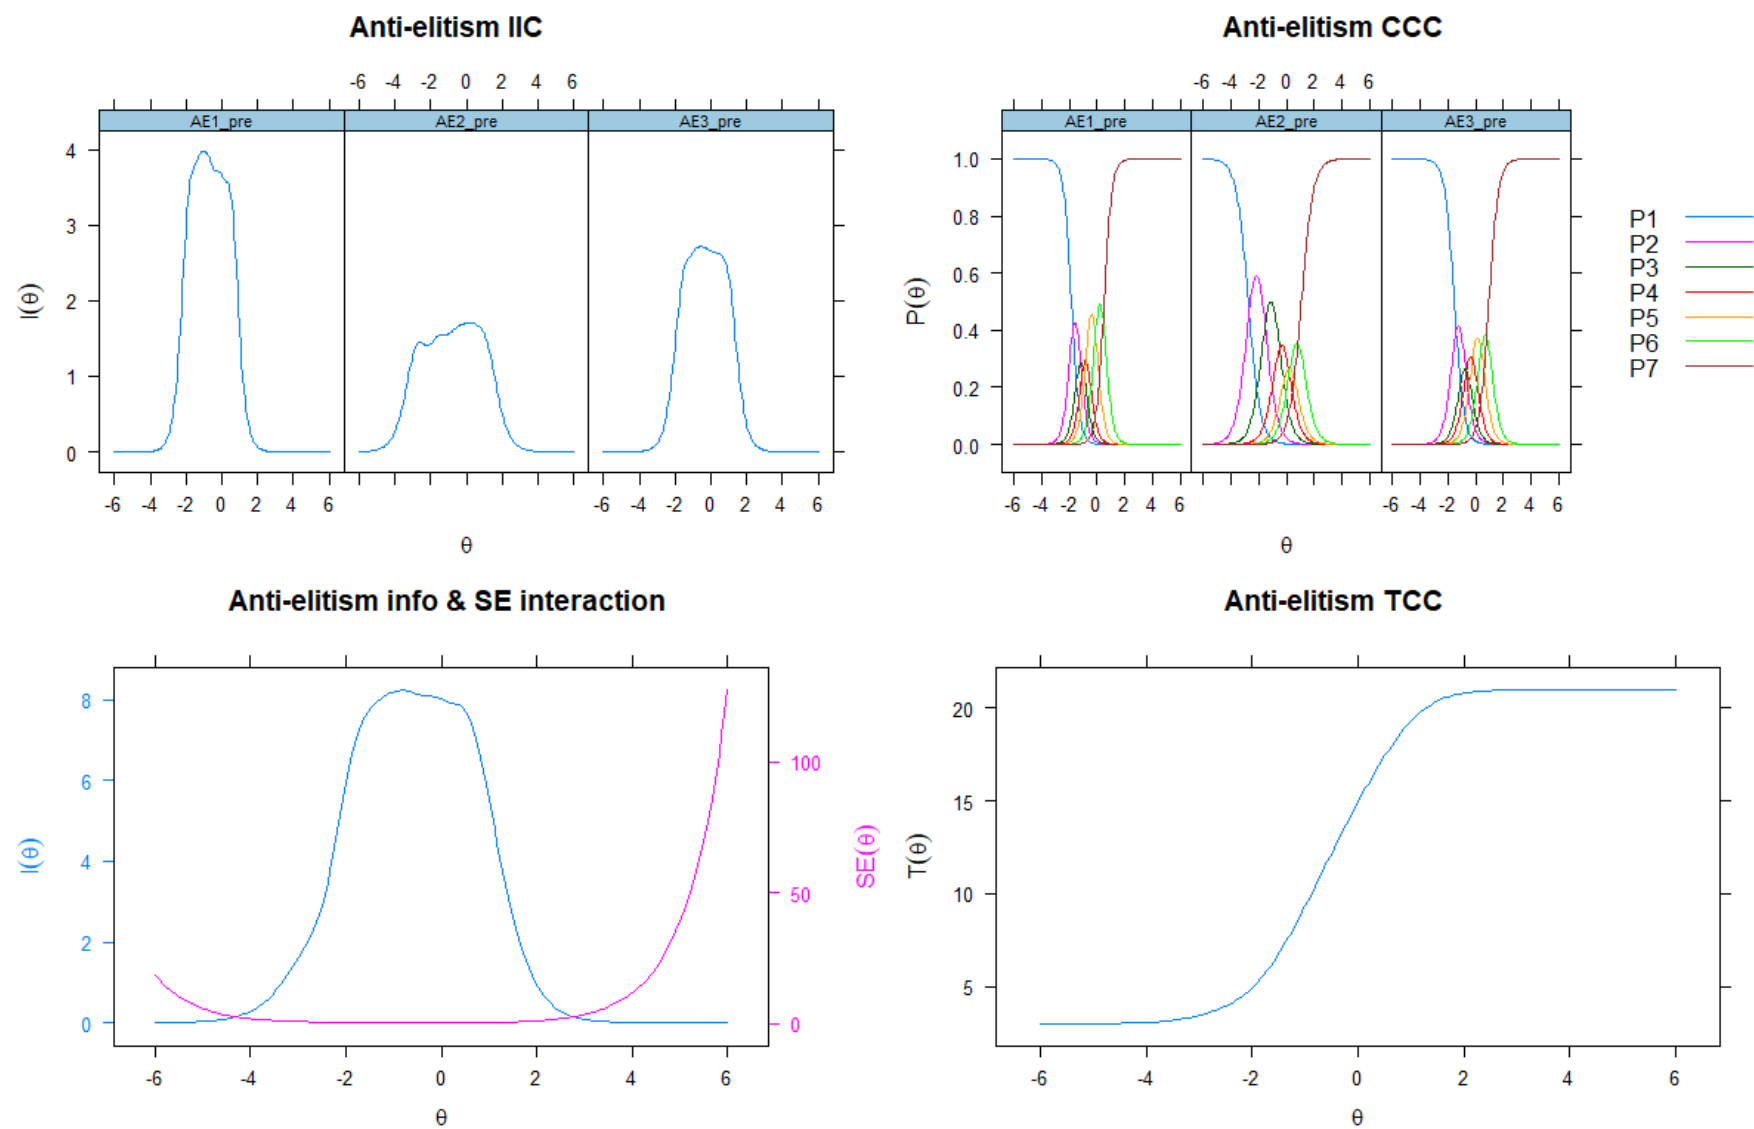 Anti-elitism IIC
-6 -4 -2 0 2 4 6
AE1_pre AE2_pre AE3_pre
4
3
2
1
0
I(θ)
-6 -4 -2 0 2 4 6 -6 -4 -2 0 2 4 6
θ
Anti-elitism CCC
-6 -4 -2 0 2 4 6
AE1_pre AE2_pre AE3_pre
1.0
0.8
0.6
0.4
0.2
0.0
P(θ)
-6 -4 -2 0 2 4 6 -6 -4 -2 0 2 4 6
θ
P1
P2
P3
P4
P5
P6
P7
Anti-elitism info & SE interaction
8
6
4
2
0
I(θ)
100
50
0
SE(θ)
-6 -4 -2 0 2 4 6
θ
Anti-elitism TCC
20
15
10
5
T(θ)
-6 -4 -2 0 2 4 6
θ